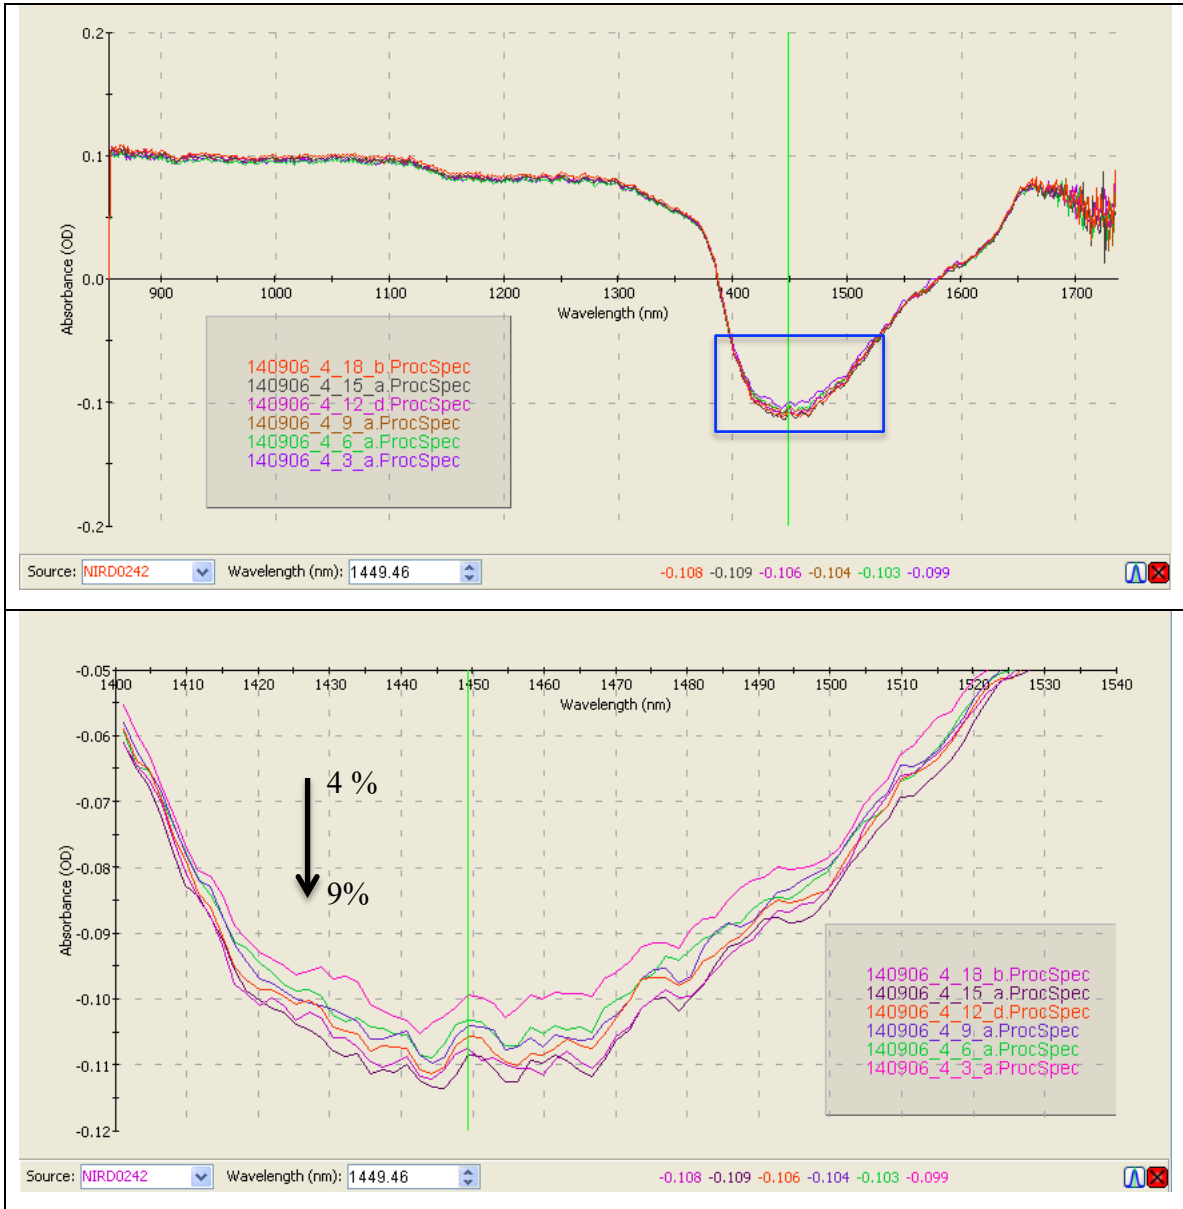 0.2
0.1
0.0
-0.1
-0.2
Absorbance (OD)
900 1000 1100 1200 1300 400 1500 1600 1700
Wavelength (nm)
140906_4_18_b.ProcSpec
140906_4_15_a.ProcSpec
140906_4_12_d.ProcSpec
140906_4_9_a.ProcSpec
140906_4_6_a.ProcSpec
140906_4_3_a.ProcSpec
Source: NIRD0242 Wavelength (nm): 1449.46 -0.108 -0.109 -0.106 -0.104 -0.103 -0.099
-0.05
1400 1410 1420 1430 1440 1450 1460 1470 1480 1490 1500 1510 1520 1530 1540
Wavelength (nm)
-0.06
-0.07
-0.08
-0.09
-0.10
-0.11
-0.12
Absorbance (OD)
4 %
9%
140906_4_18_b.ProcSpec
140906_4_15_a.ProcSpec
140906_4_12_d.ProcSpec
140906_4_9_a.ProcSpec
140906_4_6_a.ProcSpec
140906_4_3_a.ProcSpec
Source: NIRD0242 Wavelength (nm): 1449.46 -0.108 -0.109 -0.106 -0.104 -0.103 -0.099